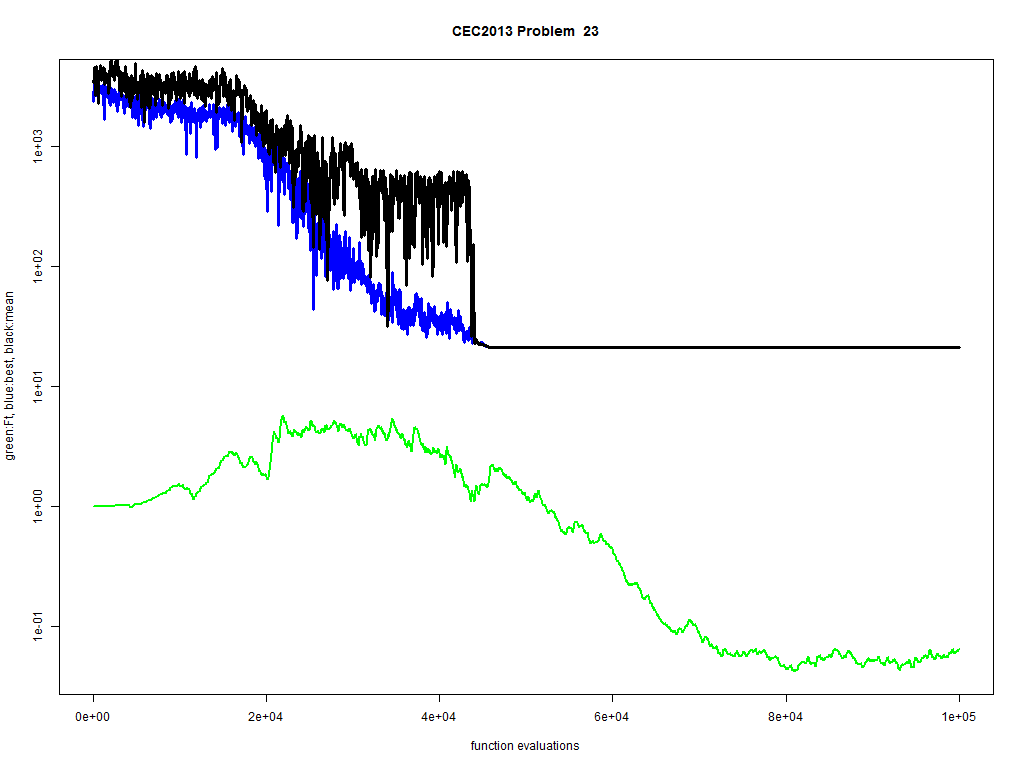 CEC2013 Problem  23
green:Ft, blue:best, black:mean
1e+03
1e+02
1e+01
1e+00
1e-01
0e+00 2e+04 4e+04 6e+04 8e+04 1e+05
function evaluations